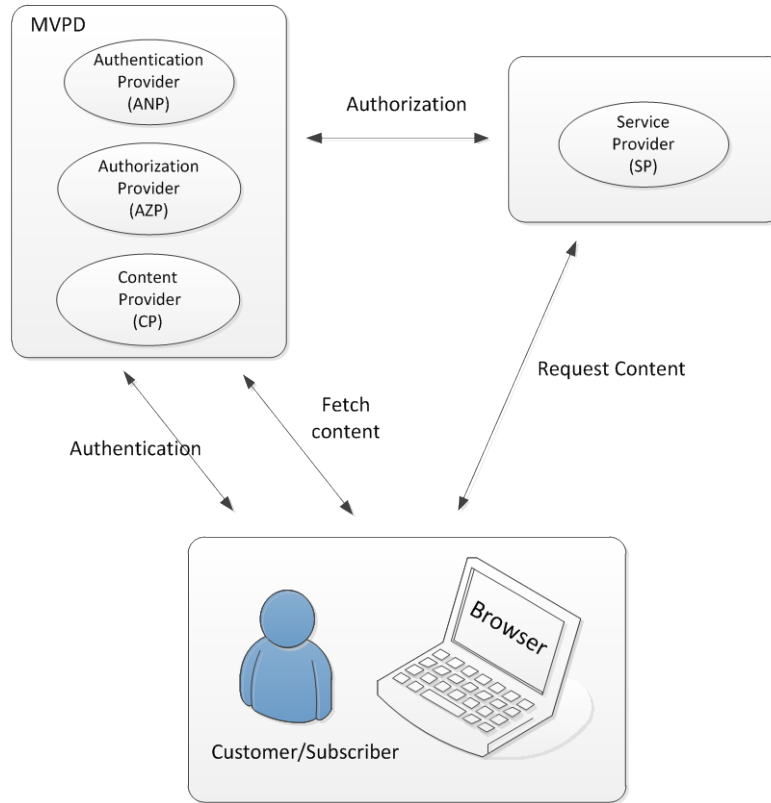 MVPD
Authentication
Provider
(ANP)
Authorization
Provider
(AZP)
Content
Provider
(CP)
Authorization
Service
Provider
(SP)
Request Content
Fetch
content
Authentication
Browser
Customer/Subscriber